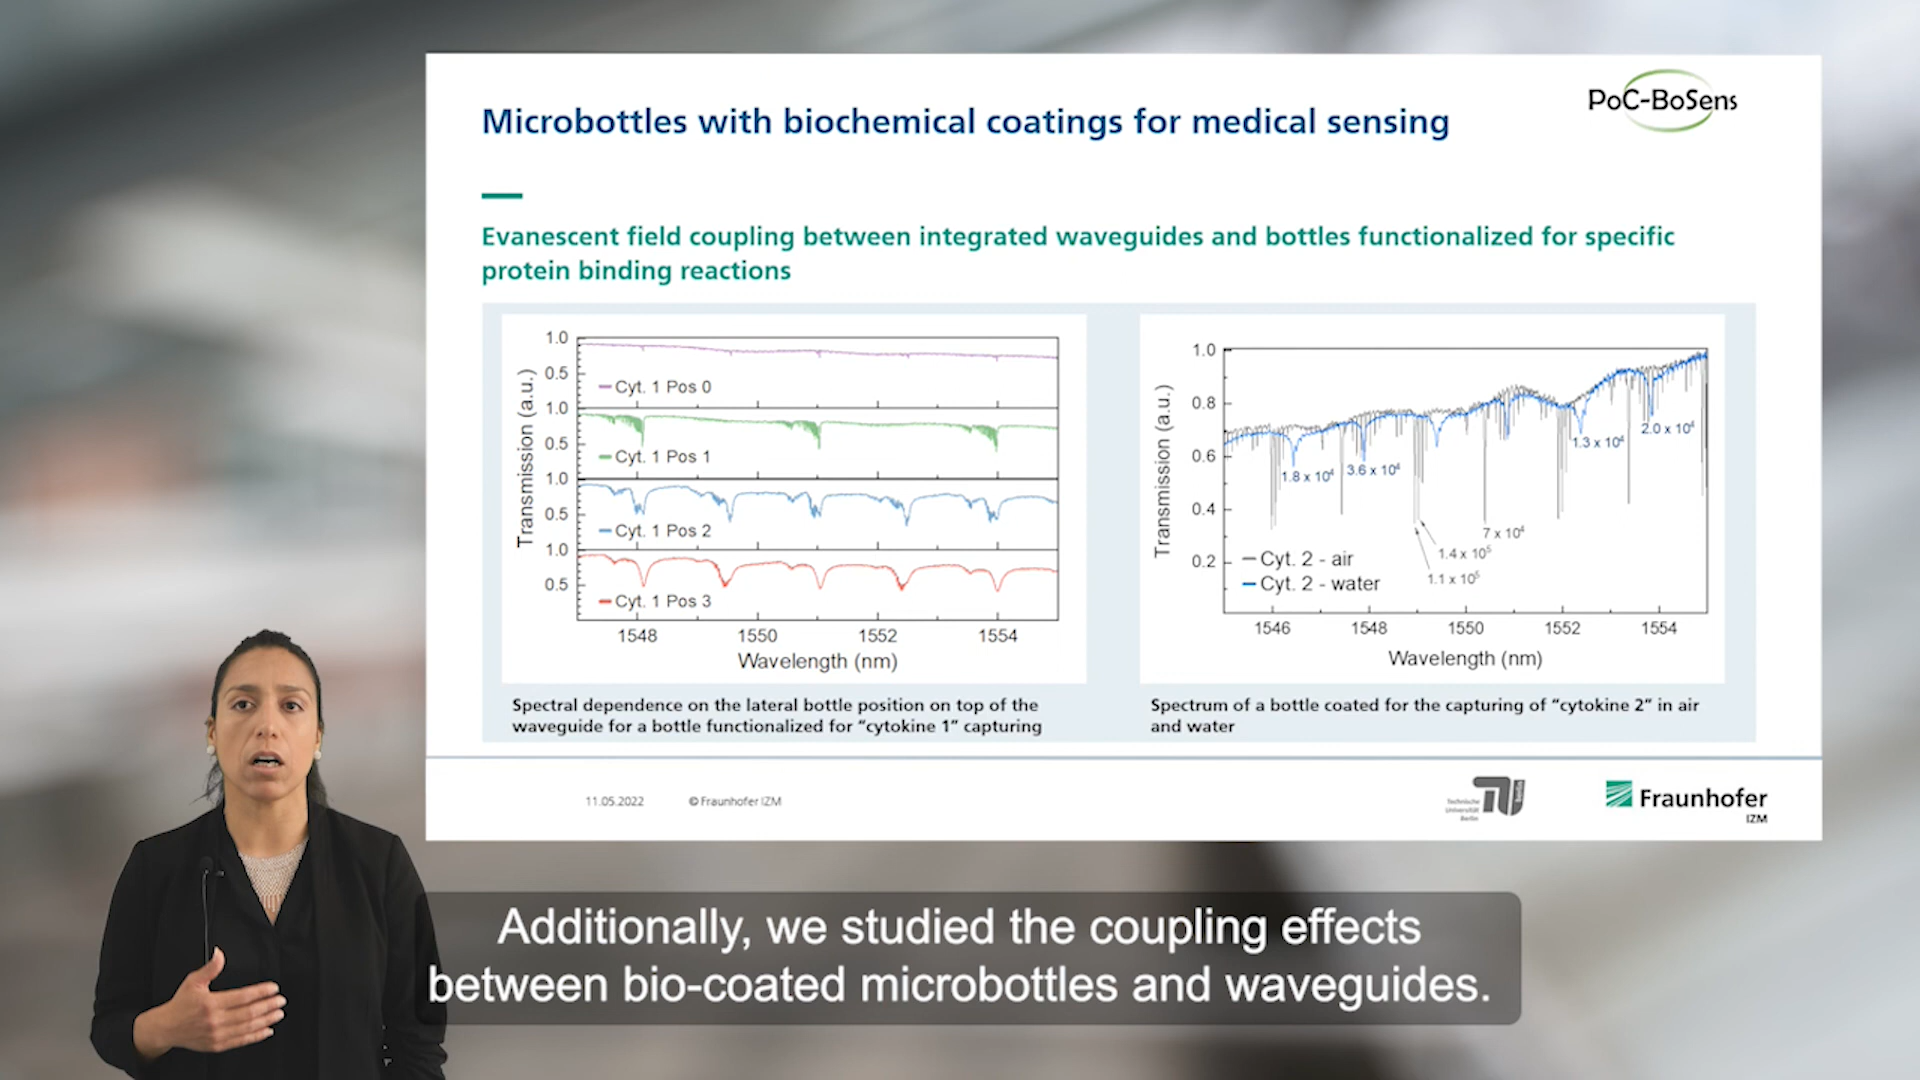 PoC-BoSens
Microbottles with biochemical coatings for medical sensing
Evanescent field coupling between integrated waveguides and bottles functionalized for specific
protein binding reactions
Transmission (a.u.)
1.0
0.5
Cyt. 1 Pos 0
1.0
0.5
Cyt. 1 Pos 1
1.0
0.5
Cyt. 1 Pos 2
1.0
0.5
Cyt. 1 Pos 3
1548 1550 1552 1554
Wavelength (nm)
Spectral dependence on the lateral bottle position on top of the
waveguide for a bottle functionalized for “cytokine 1” capturing
Transmission (a.u.)
1.0
0.8
0.6
0.4
0.2
1.8 x 10⁴
3.6 x 10⁴
1.3 x 10⁴
2.0 x 10⁴
7 x 10⁴
1.4 x 10⁵
1.1 x 10⁵
Cyt. 2 - air
Cyt. 2 - water
1546 1548 1550 1552 1554
Wavelength (nm)
Spectrum of a bottle coated for the capturing of “cytokine 2” in air
and water
11.05.2022 © Fraunhofer IZM
Technische
Universität
Berlin
Berlin
Fraunhofer
IZM
Additionally, we studied the coupling effects
between bio-coated microbottles and waveguides.